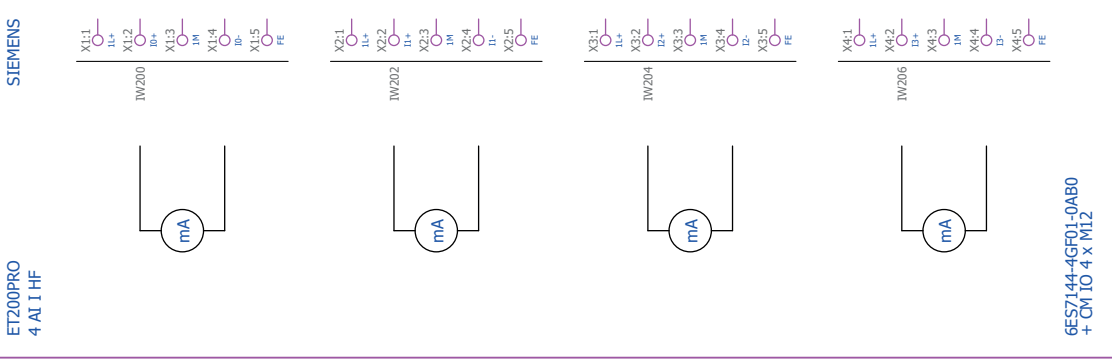 SIEMENS
X1:1
1L+
X1:2
I0+
X1:3
1M
X1:4
I0-
X1:5
FE
IW200
X2:1
1L+
X2:2
I1+
X2:3
1M
X2:4
I1-
X2:5
FE
IW202
X3:1
1L+
X3:2
I2+
X3:3
1M
X3:4
I2-
X3:5
FE
IW204
X4:1
1L+
X4:2
I3+
X4:3
1M
X4:4
I3-
X4:5
FE
IW206
mA
mA
mA
mA
ET200PRO
4 AI I HF
6ES7144-4GF01-0AB0
+ CM IO 4 x M12